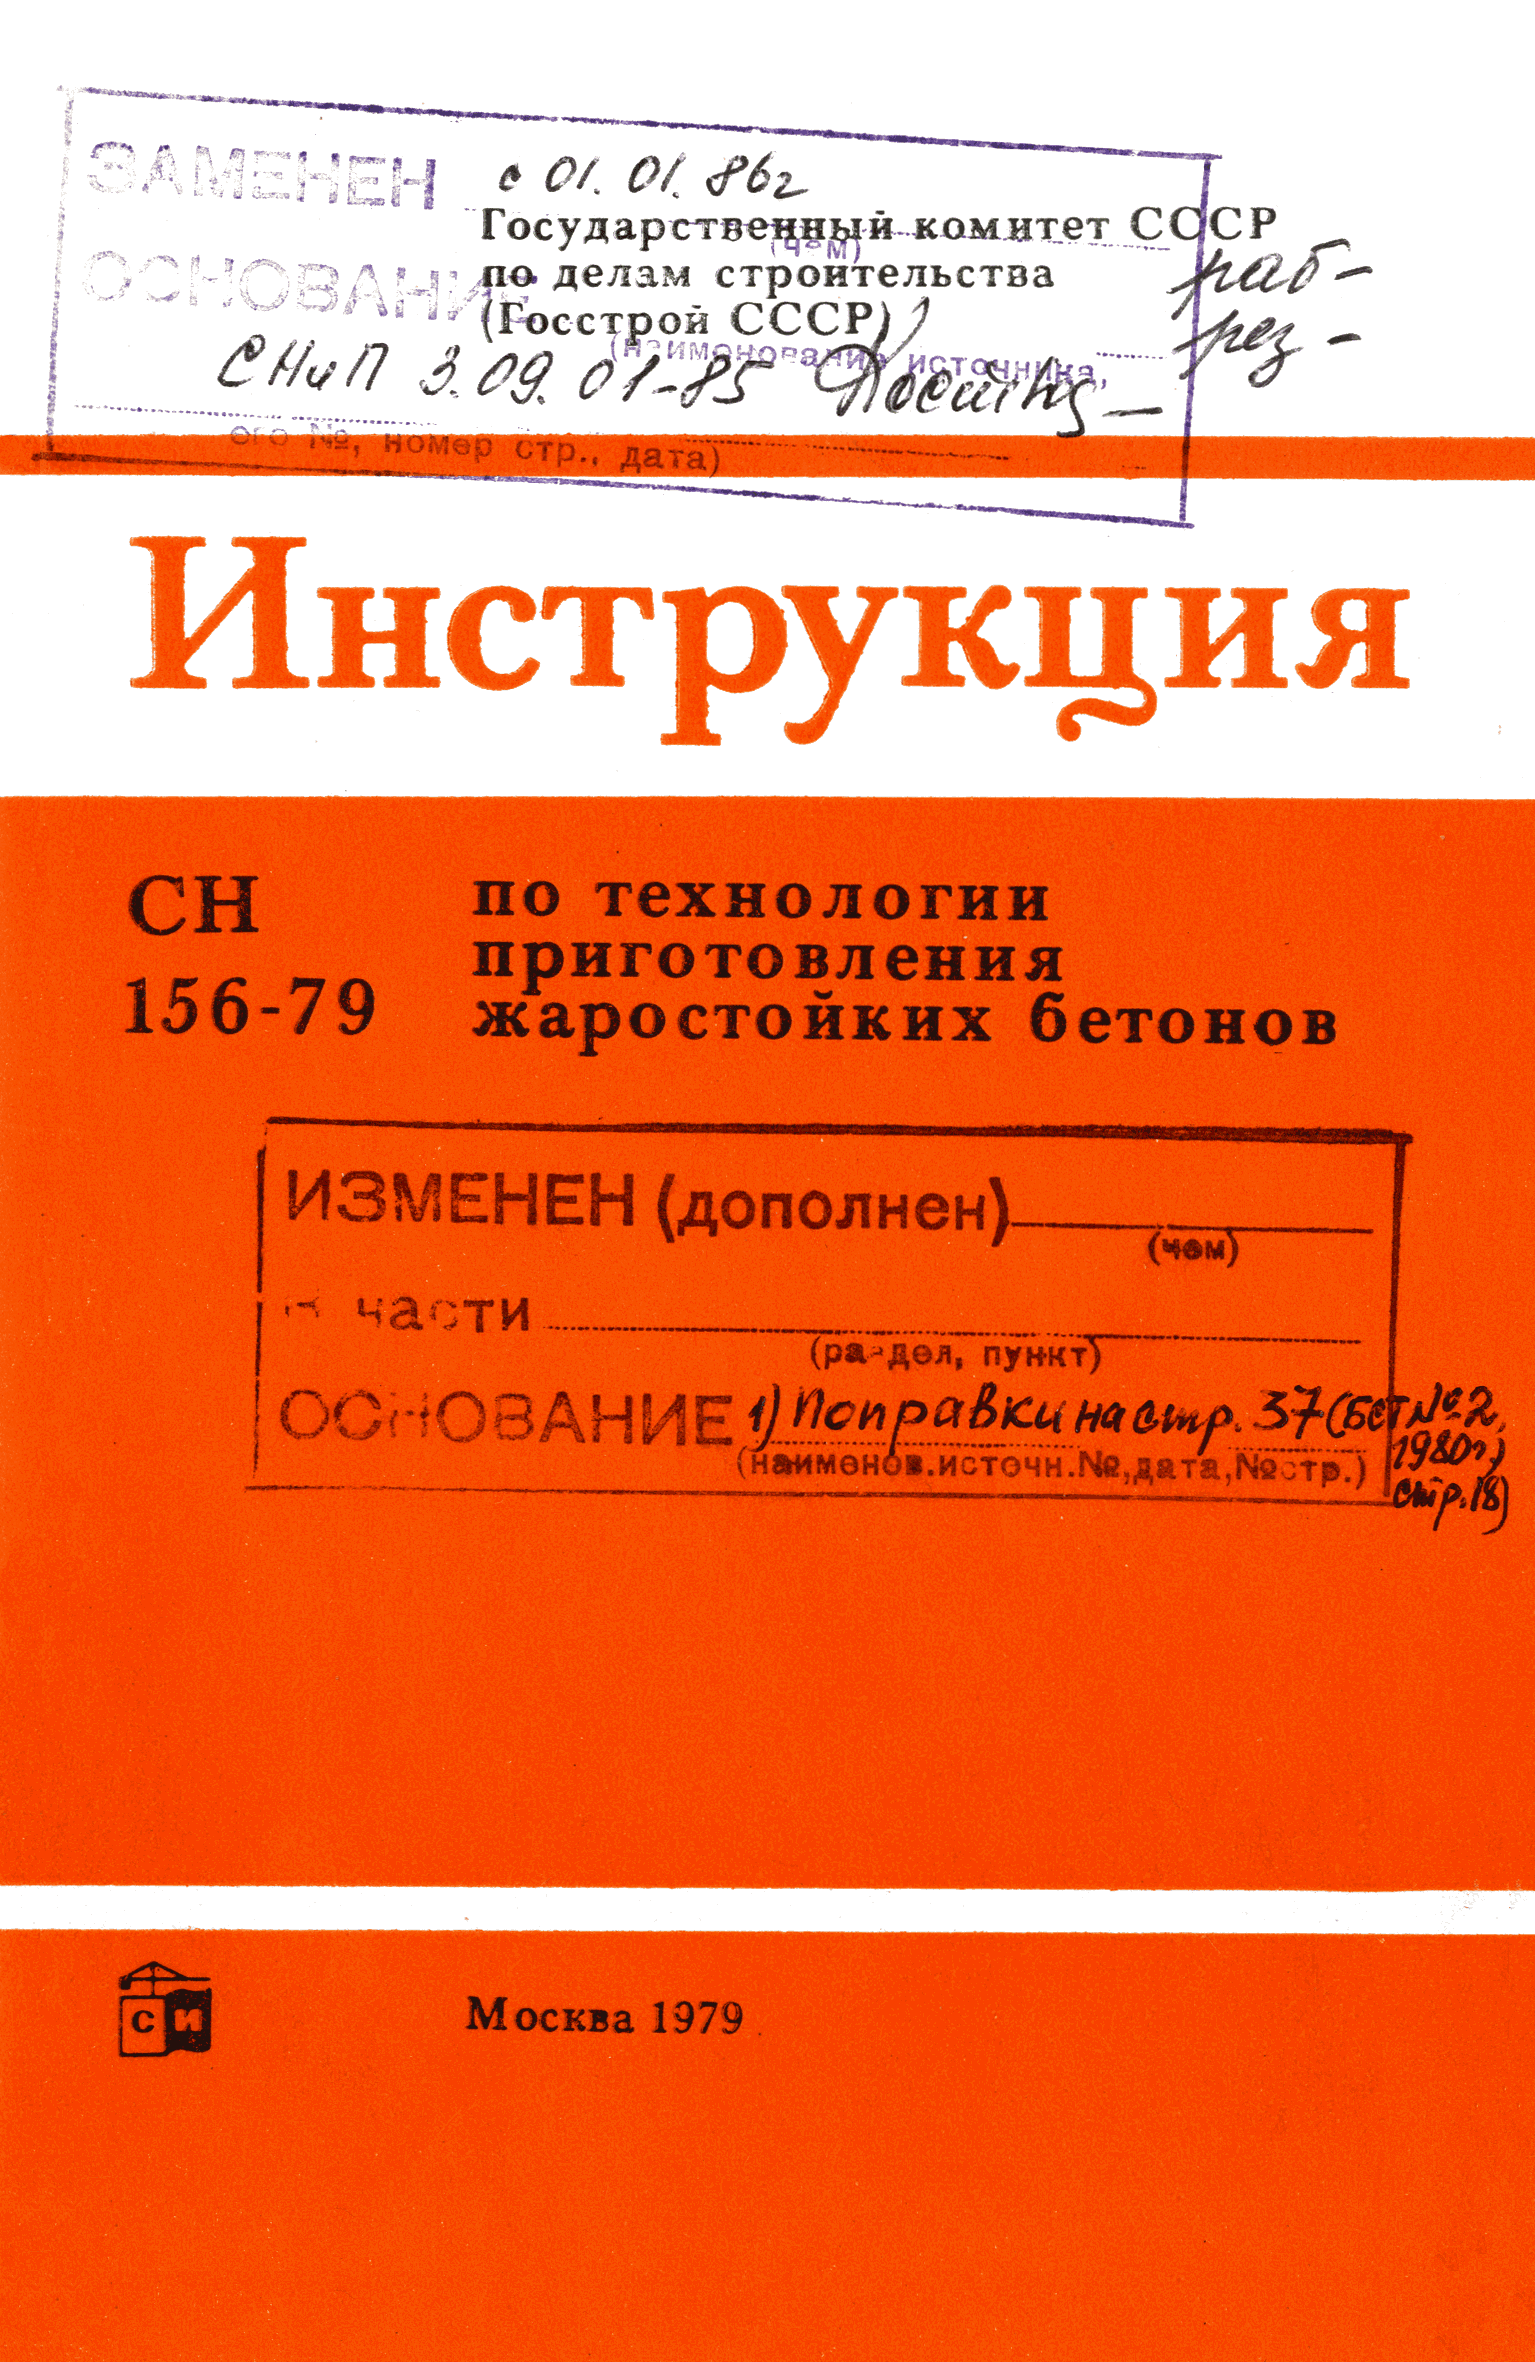 ЗАМЕНЕН с 01.01.86г
Государственный комитет СССР
(чем)
ОСНОВАНИЕ
по делам строительства
(Госстрой СССР)
раб-
рез-
(наименование источника,
СНиП 3.09.01-85
его №, номер стр., дата)
Инструкция
СН
156-79
по технологии
приготовления
жаростойких бетонов
ИЗМЕНЕН (дополнен)
(чем)
в части
(раздел, пункт)
ОСНОВАНИЕ 1) Поправки на стр. 37 (БСТ №2,
1980г.,
стр.18)
(наименов.источн.№,дата,№стр.)
СИ
Москва 1979